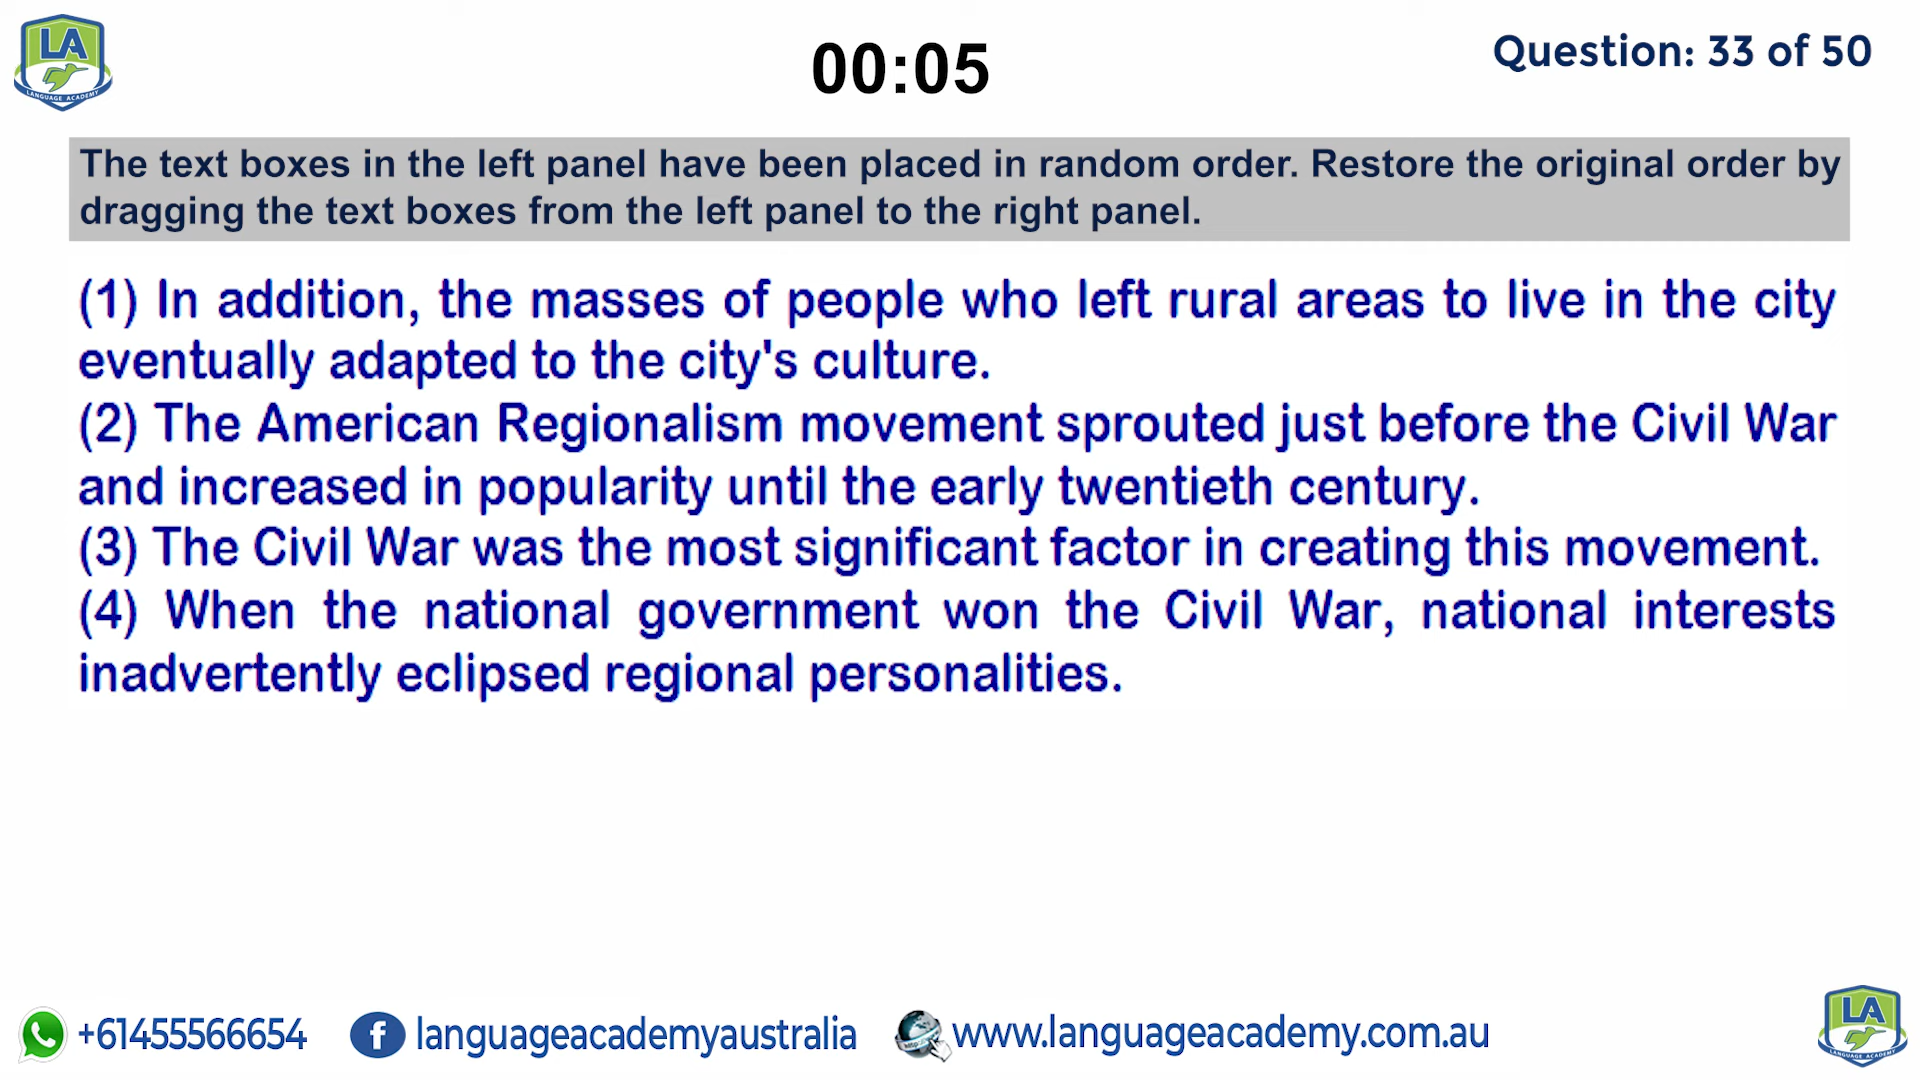 LA
LANGUAGE ACADEMY
00:05
Question: 33 of 50
The text boxes in the left panel have been placed in random order. Restore the original order by
dragging the text boxes from the left panel to the right panel.
(1) In addition, the masses of people who left rural areas to live in the city
eventually adapted to the city's culture.
(2) The American Regionalism movement sprouted just before the Civil War
and increased in popularity until the early twentieth century.
(3) The Civil War was the most significant factor in creating this movement.
(4) When the national government won the Civil War, national interests
inadvertently eclipsed regional personalities.
+61455566654
f languageacademyaustralia
www.languageacademy.com.au
LA
LANGUAGE ACADEMY